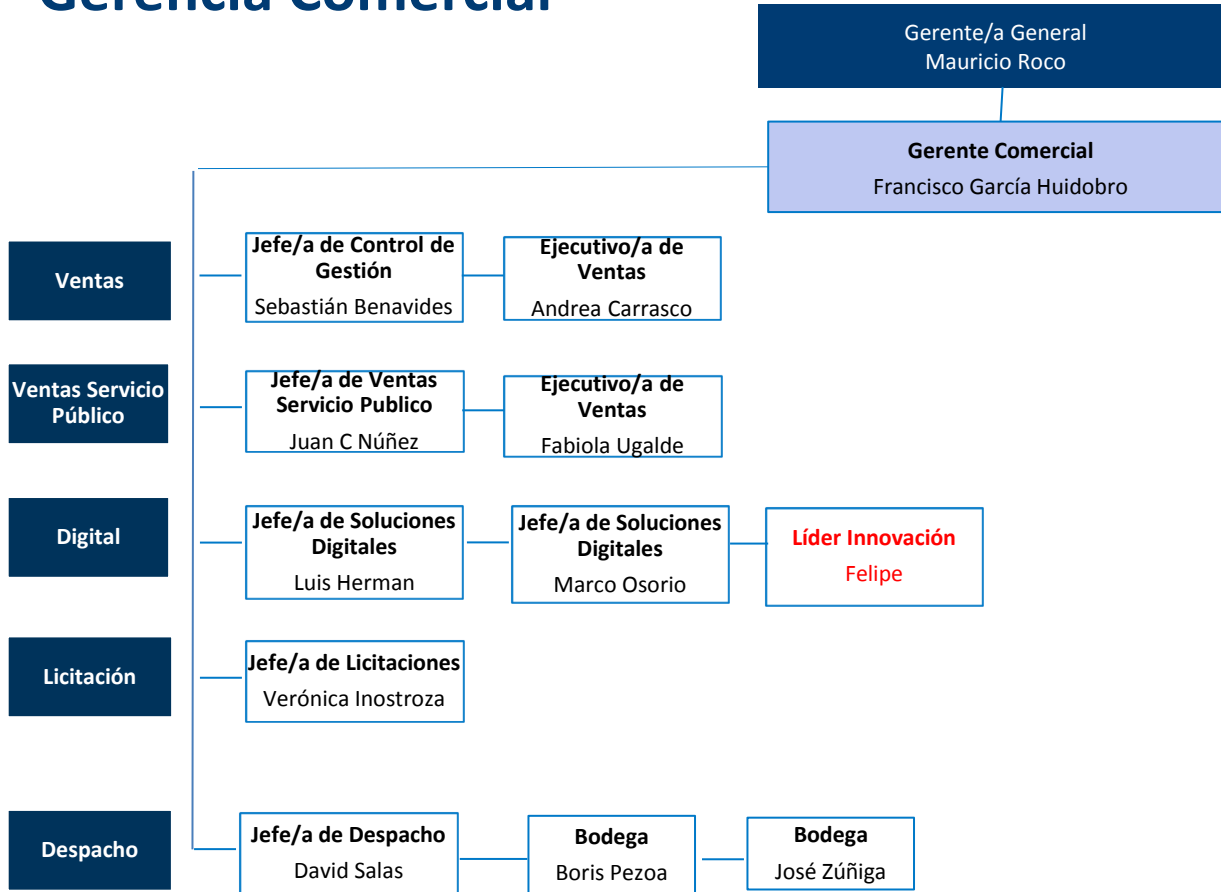 Gerencia Comercial
Gerente/a General
Mauricio Roco
Gerente Comercial
Francisco García Huidobro
Ventas
Jefe/a de Control de
Gestión
Sebastián Benavides
Ejecutivo/a de
Ventas
Andrea Carrasco
Ventas Servicio
Público
Jefe/a de Ventas
Servicio Publico
Juan C Núñez
Ejecutivo/a de
Ventas
Fabiola Ugalde
Digital
Jefe/a de Soluciones
Digitales
Luis Herman
Jefe/a de Soluciones
Digitales
Marco Osorio
Líder Innovación
Felipe
Licitación
Jefe/a de Licitaciones
Verónica Inostroza
Despacho
Jefe/a de Despacho
David Salas
Bodega
Boris Pezoa
Bodega
José Zúñiga